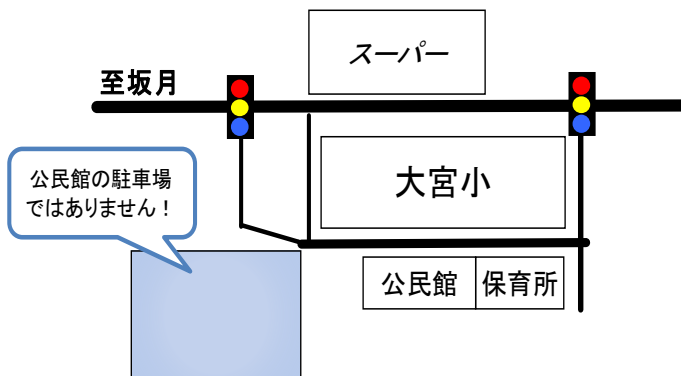 スーパー
至坂月
大宮小
公民館の駐車場
ではありません！
公民館
保育所